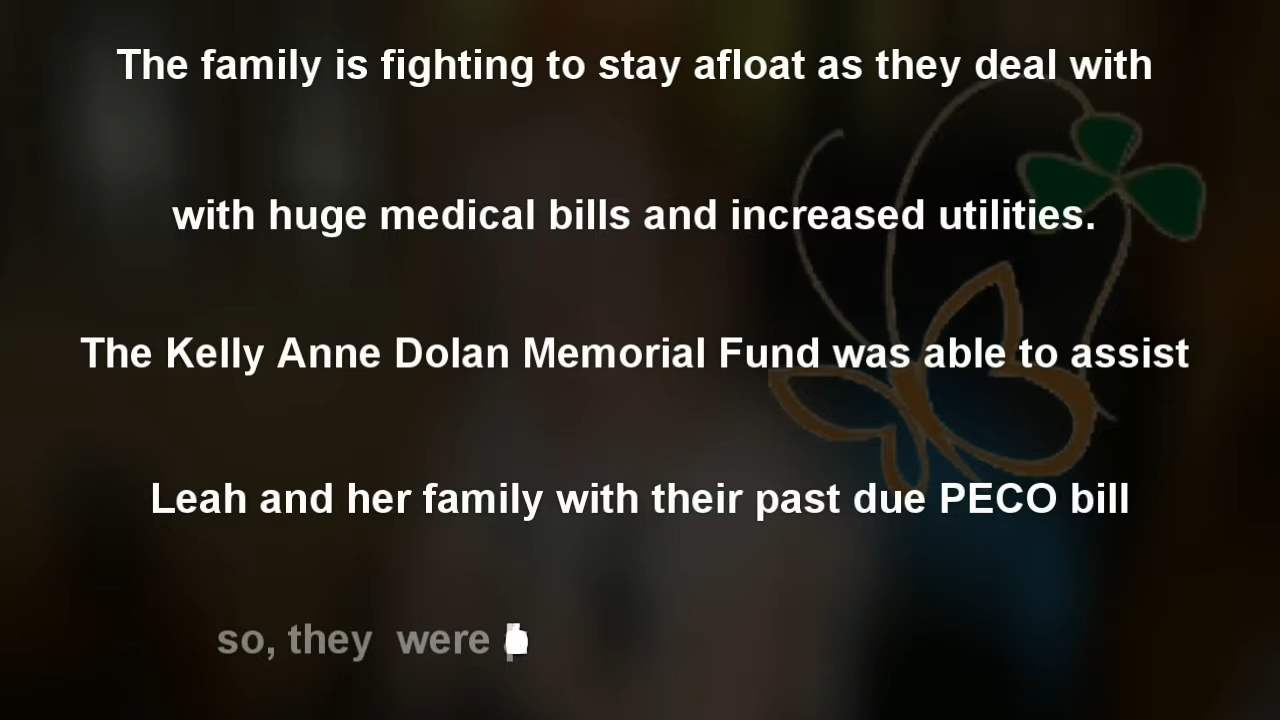 The family is fighting to stay afloat as they deal with
with huge medical bills and increased utilities.
The Kelly Anne Dolan Memorial Fund was able to assist
Leah and her family with their past due PECO bill
so, they were